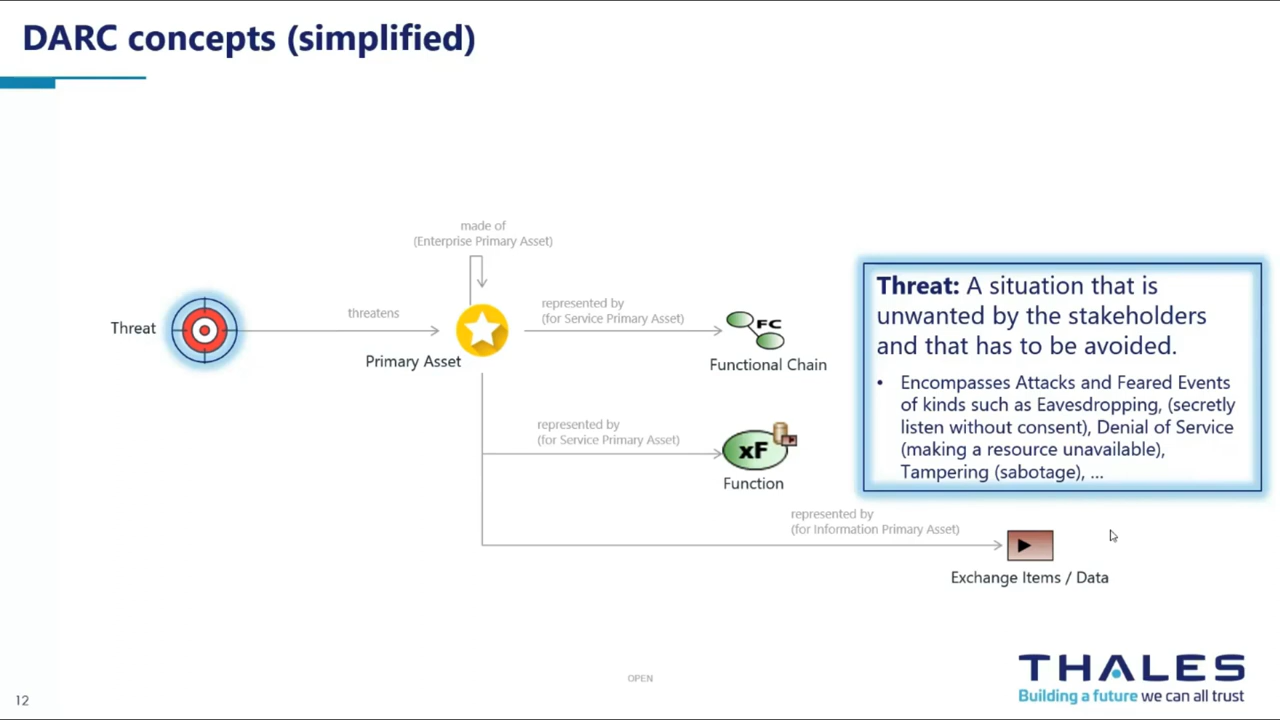 DARC concepts (simplified)
made of
(Enterprise Primary Asset)
Threat
threatens
Primary Asset
represented by
(for Service Primary Asset)
FC
Functional Chain
represented by
(for Service Primary Asset)
xF
Function
represented by
(for Information Primary Asset)
Exchange Items / Data
Threat: A situation that is
unwanted by the stakeholders
and that has to be avoided.
• Encompasses Attacks and Feared Events
of kinds such as Eavesdropping, (secretly
listen without consent), Denial of Service
(making a resource unavailable),
Tampering (sabotage), ...
OPEN
THALES
Building a future we can all trust
12